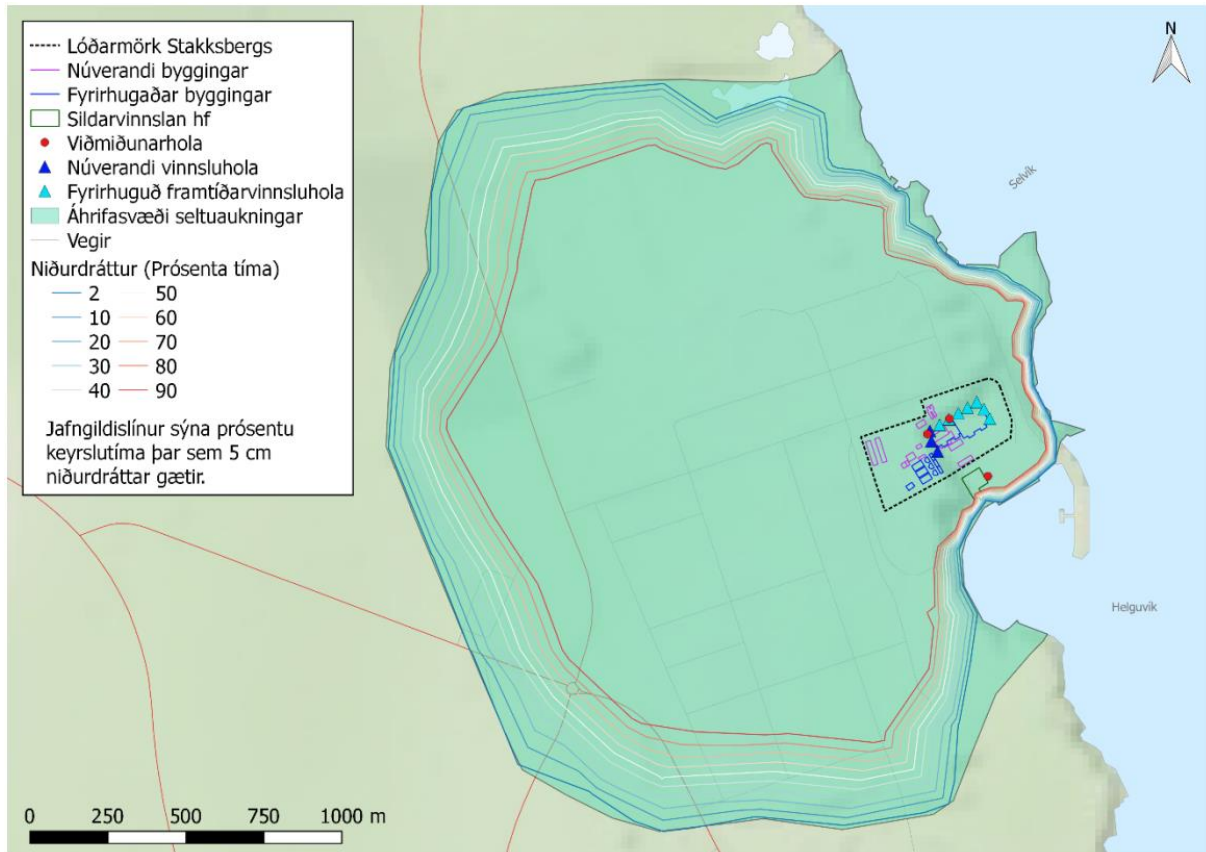 Lóðarmörk Stakksbergs
Núverandi byggingar
Fyrirhugaðar byggingar
Sildarvinnslan hf
Viðmiðunarhola
Núverandi vinnsluhola
Fyrirhuguð framtíðarvinnsluhola
Áhrifasvæði seltuaukningar
Vegir
Niðurdráttur (Prósenta tíma)
2 50
10 60
20 70
30 80
40 90
Jafngildislínur sýna prósentu
keyrslutíma þar sem 5 cm
niðurdráttar gætir.
N
Selvík
Helguvík
0 250 500 750 1000 m